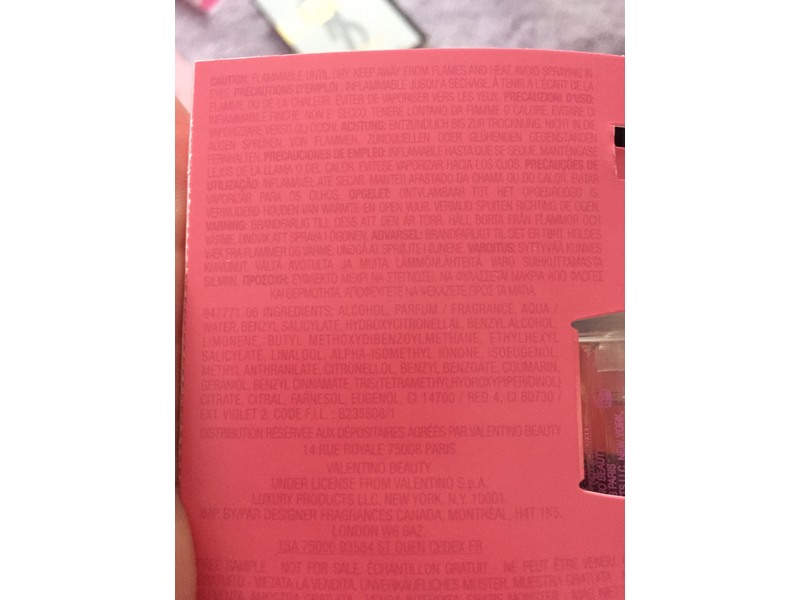 CAUTION: FLAMMABLE UNTIL DRY. KEEP AWAY FROM FLAMES AND HEAT. AVOID SPRAYING IN
EYES. PRECAUTIONS D'EMPLOI: INFLAMMABLE JUSQU'À SÉCHAGE. À TENIR À L'ÉCART DE LA
FLAMME OU DE LA CHALEUR. ÉVITER DE VAPORISER VERS LES YEUX. PRECAUZIONI D'USO:
INFIAMMABILE FINCHÉ NON È SECCO. TENERE LONTANO DA FIAMME O CALORE. EVITARE DI
VAPORIZZARE VERSO GLI OCCHI. ACHTUNG: ENTZÜNDLICH BIS ZUR TROCKNUNG. NICHT IN DIE
AUGEN SPRÜHEN. VON FLAMMEN, ZÜNDQUELLEN ODER GLÜHENDEN GEGENSTÄNDEN
FERNHALTEN. PRECAUCIONES DE EMPLEO: INFLAMABLE HASTA QUE SE SEQUE. MANTÉNGASE
LEJOS DE LA LLAMA O DEL CALOR. EVÍTESE VAPORIZAR HACIA LOS OJOS. PRECAUÇÕES DE
UTILIZAÇÃO: INFLAMÁVEL ATÉ SECAR. MANTER AFASTADO DA CHAMA OU DO CALOR. EVITAR
VAPORIZAR PARA OS OLHOS. OPGELET: ONTVLAMBAAR TOT HET OPGEDROOGD IS.
VERWIJDERD HOUDEN VAN WARMTE EN OPEN VUUR. VERMIJD SPUITEN RICHTING DE OGEN.
VARNING: BRANDFARLIG TILL DESS ATT DEN ÄR TORR. HÅLL BORTA FRÅN FLAMMOR OCH
VÄRME. UNDVIK ATT SPRAYA I ÖGONEN. ADVARSEL: BRANDFARLIGT TIL DET ER TØRT. HOLDES
VÆK FRA FLAMMER OG VARME. UNDGÅ AT SPRØJTE I ØJNENE. VAROITUS: SYTTYVÄÄ KUNNES
KUIVUNUT. VÄLTÄ AVOTULTA JA MUITA LÄMMÖNLÄHTEITÄ. VARO SUIHKUTTAMASTA
SILMIIN. ΠΡΟΣΟΧΗ: ΕΥΦΛΕΚΤΟ ΜΕΧΡΙ ΝΑ ΣΤΕΓΝΩΣΕΙ. ΝΑ ΦΥΛΑΣΣΕΤΑΙ ΜΑΚΡΙΑ ΑΠΟ ΦΛΟΓΕΣ
ΚΑΙ ΘΕΡΜΟΤΗΤΑ. ΑΠΟΦΕΥΓΕΤΕ ΝΑ ΨΕΚΑΖΕΤΕ ΠΡΟΣ ΤΑ ΜΑΤΙΑ.
947771 06 INGREDIENTS: ALCOHOL, PARFUM / FRAGRANCE, AQUA /
WATER, BENZYL SALICYLATE, HYDROXYCITRONELLAL, BENZYL ALCOHOL,
LIMONENE, BUTYL METHOXYDIBENZOYLMETHANE, ETHYLHEXYL
SALICYLATE, LINALOOL, ALPHA-ISOMETHYL IONONE, ISOEUGENOL,
METHYL ANTHRANILATE, CITRONELLOL, BENZYL BENZOATE, COUMARIN,
GERANIOL, BENZYL CINNAMATE, TRIS(TETRAMETHYLHYDROXYPIPERIDINOL)
CITRATE, CITRAL, FARNESOL, EUGENOL, CI 14700 / RED 4, CI 60730 /
EXT. VIOLET 2. CODE F.I.L. : B235508/1
DISTRIBUTION RÉSERVÉE AUX DÉPOSITAIRES AGRÉÉS PAR VALENTINO BEAUTY
14 RUE ROYALE 75008 PARIS
VALENTINO BEAUTY
UNDER LICENSE FROM VALENTINO S.p.A.
LUXURY PRODUCTS LLC, NEW YORK, N.Y. 10001.
IMP. BY/PAR DESIGNER FRAGRANCES CANADA, MONTRÉAL, H4T 1K5.
LONDON W6 8AZ
TSA 75000 93584 ST OUEN CEDEX FR
FREE SAMPLE - NOT FOR SALE. ÉCHANTILLON GRATUIT - NE PEUT ÊTRE VENDU.
VIETATA LA VENDITA. UNVERKÄUFLICHES MUSTER. MUESTRA GRATUITA